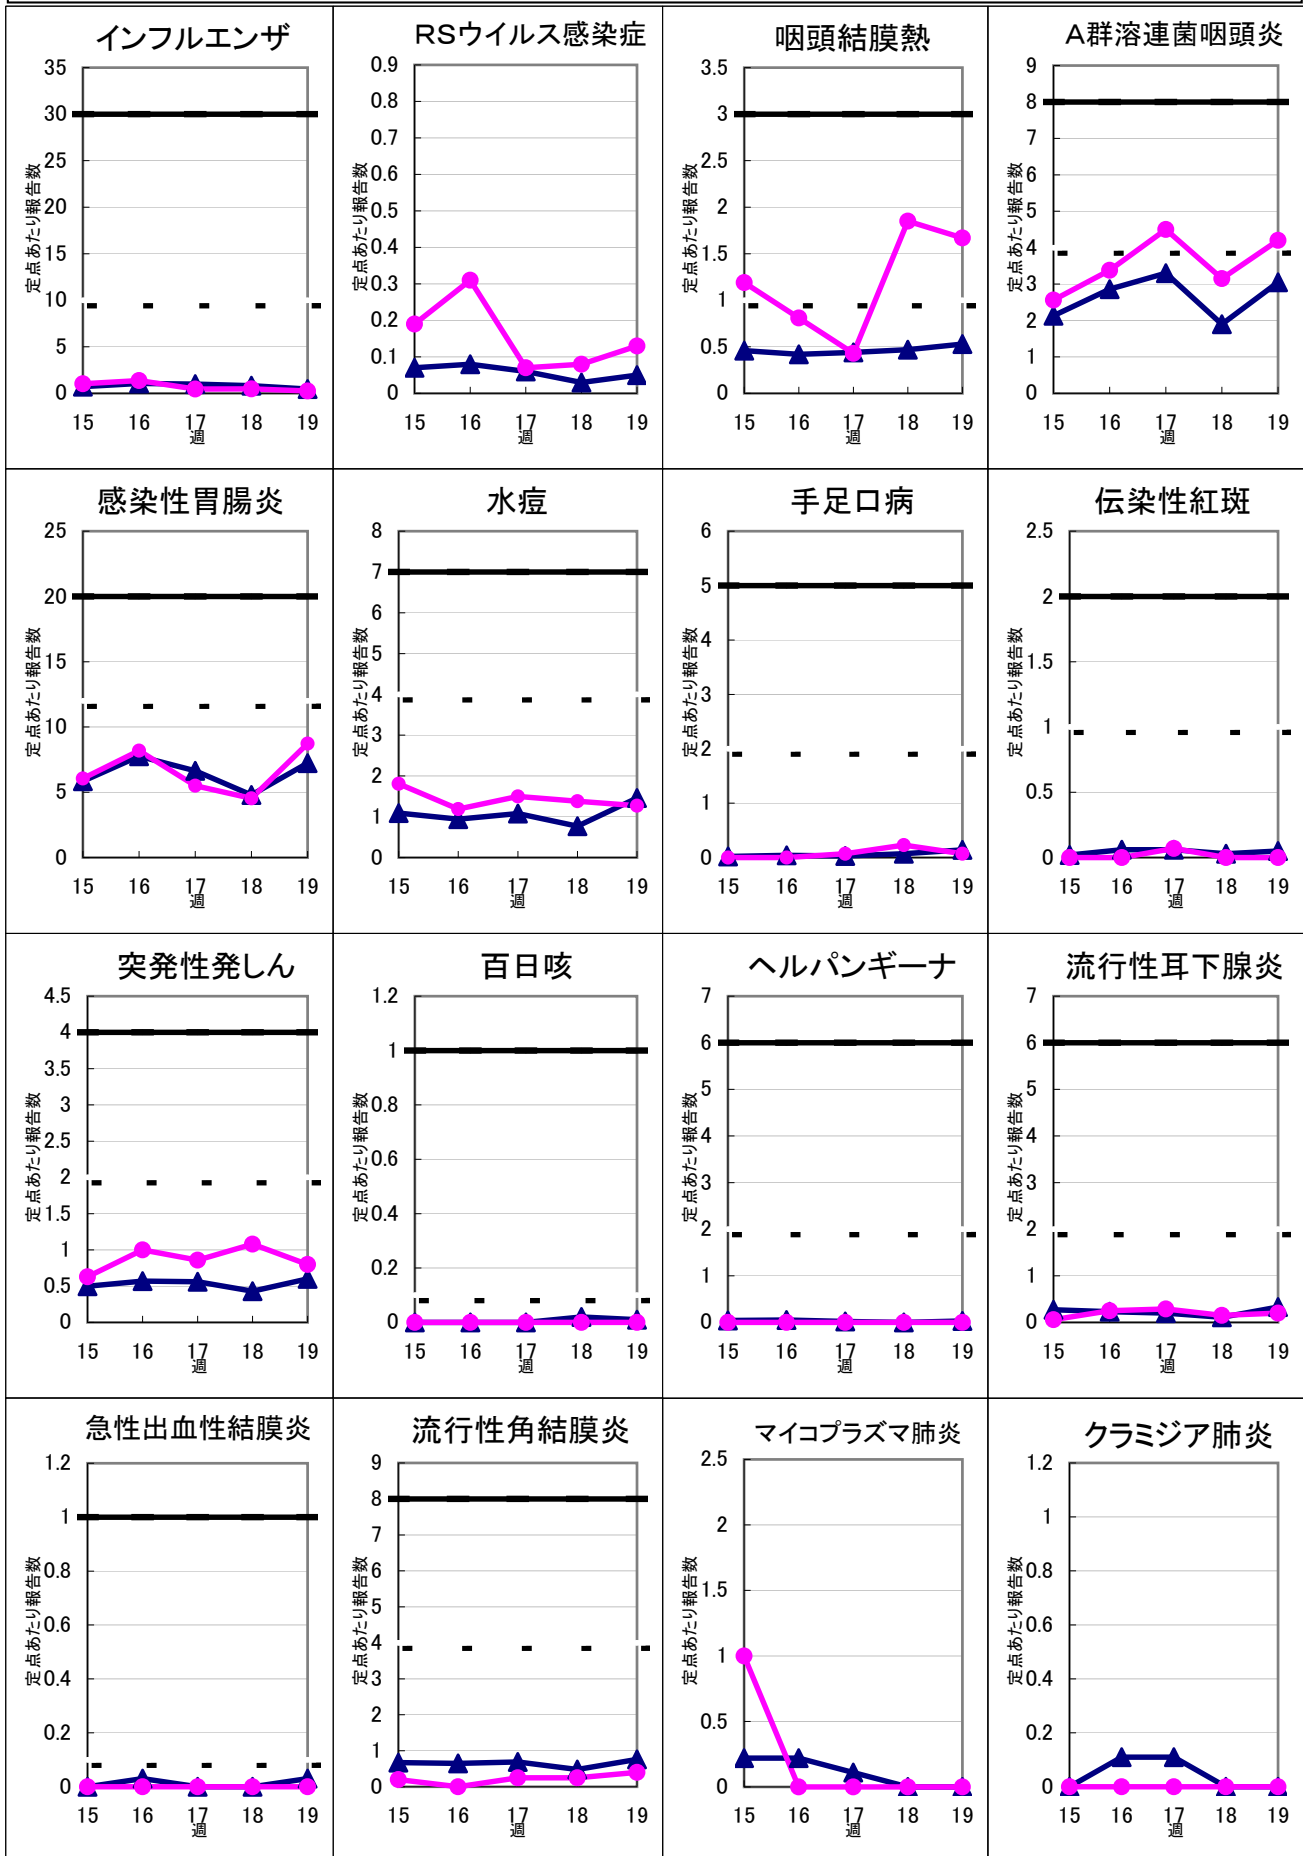 インフルエンザ
35
30
25
20
15
10
5
0
定点あたり報告数
15 16 17 18 19
週
RSウイルス感染症
0.9
0.8
0.7
0.6
0.5
0.4
0.3
0.2
0.1
0
定点あたり報告数
15 16 17 18 19
週
咽頭結膜熱
3.5
3
2.5
2
1.5
1
0.5
0
定点あたり報告数
15 16 17 18 19
週
A群溶連菌咽頭炎
9
8
7
6
5
4
3
2
1
0
定点あたり報告数
15 16 17 18 19
週
感染性胃腸炎
25
20
15
10
5
0
定点あたり報告数
15 16 17 18 19
週
水痘
8
7
6
5
4
3
2
1
0
定点あたり報告数
15 16 17 18 19
週
手足口病
6
5
4
3
2
1
0
定点あたり報告数
15 16 17 18 19
週
伝染性紅斑
2.5
2
1.5
1
0.5
0
定点あたり報告数
15 16 17 18 19
週
突発性発しん
4.5
4
3.5
3
2.5
2
1.5
1
0.5
0
定点あたり報告数
15 16 17 18 19
週
百日咳
1.2
1
0.8
0.6
0.4
0.2
0
定点あたり報告数
15 16 17 18 19
週
ヘルパンギーナ
7
6
5
4
3
2
1
0
定点あたり報告数
15 16 17 18 19
週
流行性耳下腺炎
7
6
5
4
3
2
1
0
定点あたり報告数
15 16 17 18 19
週
急性出血性結膜炎
1.2
1
0.8
0.6
0.4
0.2
0
定点あたり報告数
15 16 17 18 19
週
流行性角結膜炎
9
8
7
6
5
4
3
2
1
0
定点あたり報告数
15 16 17 18 19
週
マイコプラズマ肺炎
2.5
2
1.5
1
0.5
0
定点あたり報告数
15 16 17 18 19
週
クラミジア肺炎
1.2
1
0.8
0.6
0.4
0.2
0
定点あたり報告数
15 16 17 18 19
週